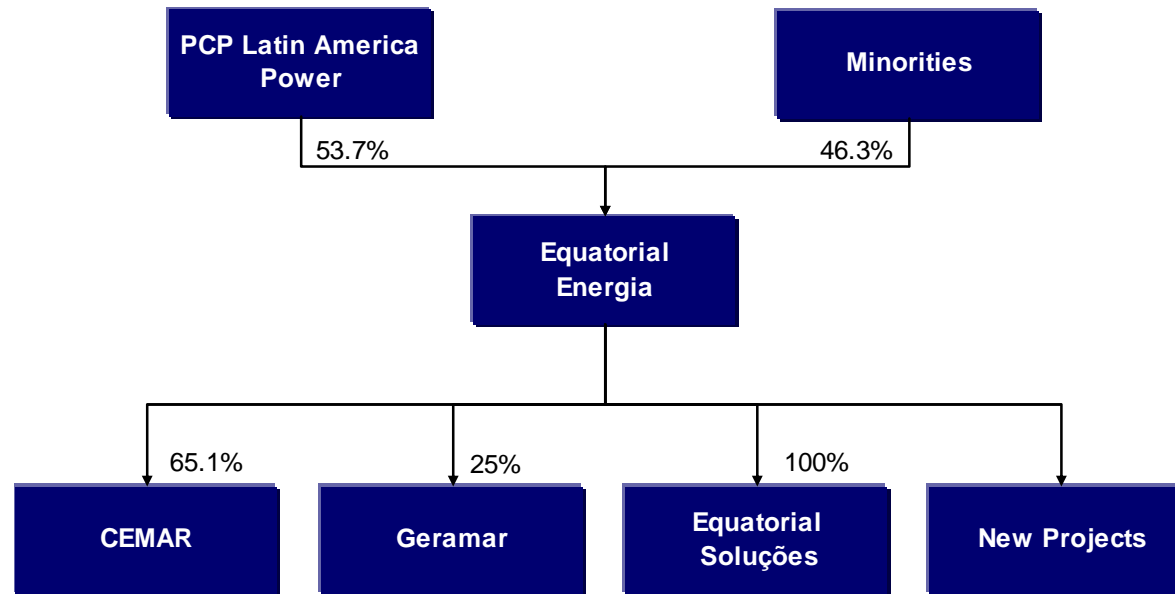 PCP Latin America
Power
Minorities
53.7%
46.3%
Equatorial
Energia
65.1%
25%
100%
CEMAR
Geramar
Equatorial
Soluções
New Projects